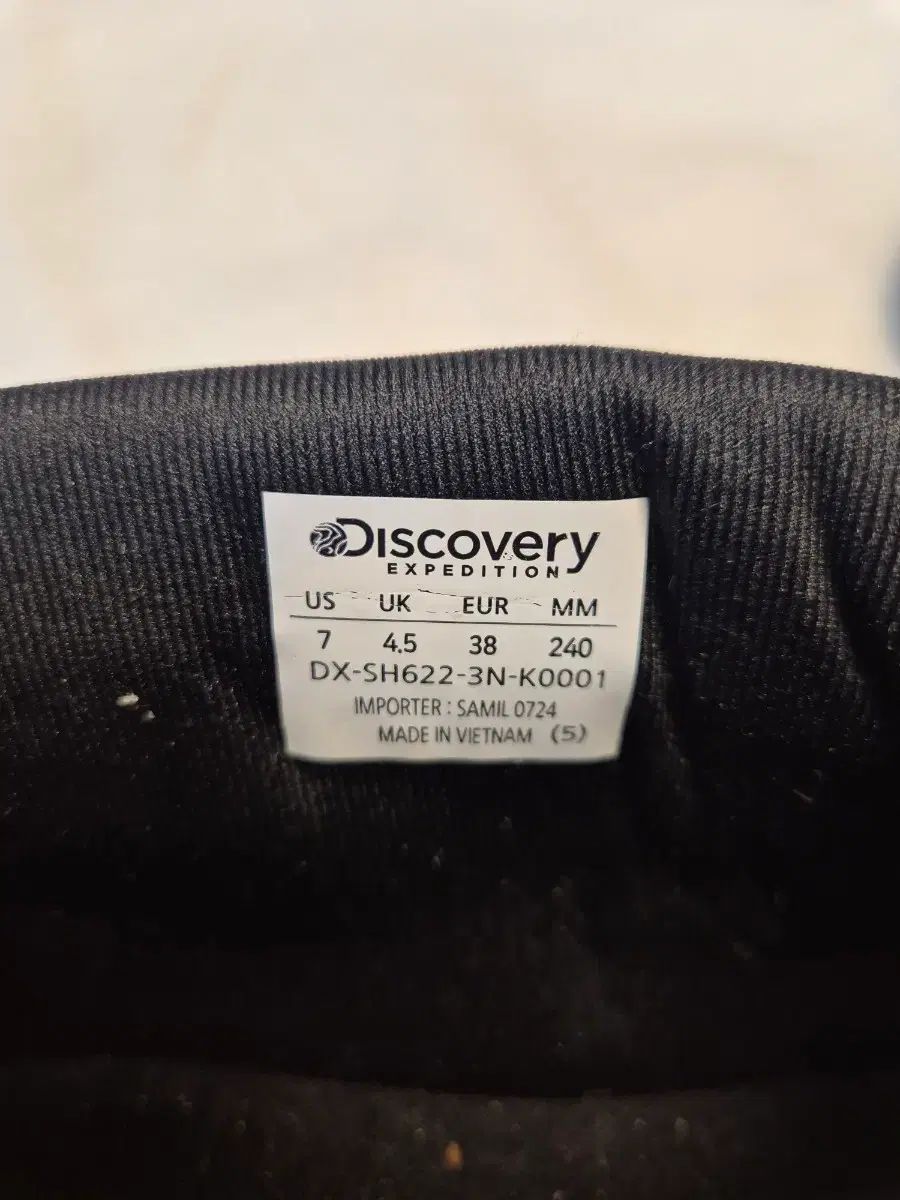 Discovery
EXPEDITION
US UK EUR MM
7 4.5 38 240
DX-SH622-3N-K0001
IMPORTER : SAMIL 0724
MADE IN VIETNAM (5)